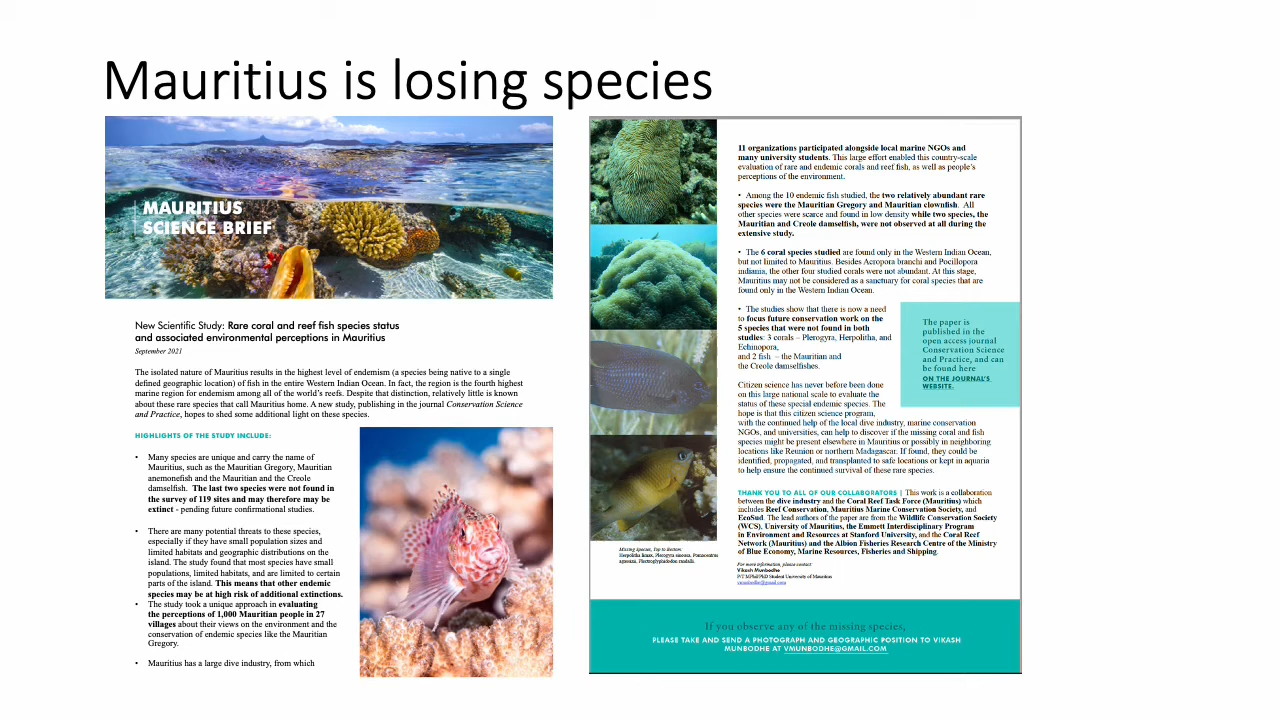 Mauritius is losing species
MAURITIUS
SCIENCE BRIEF
New Scientific Study: Rare coral and reef fish species status
and associated environmental perceptions in Mauritius
September 2021
The isolated nature of Mauritius results in the highest level of endemism (a species being native to a single
defined geographic location) of fish in the entire Western Indian Ocean. In fact, the region is the fourth highest
marine region for endemism among all of the world's reefs. Despite that distinction, relatively little is known
about these rare species that call Mauritius home. A new study, publishing in the journal Conservation Science
and Practice, hopes to shed some additional light on these species.
HIGHLIGHTS OF THE STUDY INCLUDE:
• Many species are unique and carry the name of
Mauritius, such as the Mauritian Gregory, Mauritian
anemonefish and the Mauritian and the Creole
damselfish. The last two species were not found in
the survey of 119 sites and may therefore may be
extinct - pending future confirmational studies.
• There are many potential threats to these species,
especially if they have small population sizes and
limited habitats and geographic distributions on the
island. The study found that most species have small
populations, limited habitats, and are limited to certain
parts of the island. This means that other endemic
species may be at high risk of additional extinctions.
• The study took a unique approach in evaluating
the perceptions of 1,000 Mauritian people in 27
villages about their views on the environment and the
conservation of endemic species like the Mauritian
Gregory.
• Mauritius has a large dive industry, from which
11 organizations participated alongside local marine NGOs and
many university students. This large effort enabled this country-scale
evaluation of rare and endemic corals and reef fish, as well as people's
perceptions of the environment.
• Among the 10 endemic fish studied, the two relatively abundant rare
species were the Mauritian Gregory and Mauritian clownfish. All
other species were scarce and found in low density while two species, the
Mauritian and Creole damselfish, were not observed at all during the
extensive study.
• The 6 coral species studied are found only in the Western Indian Ocean,
but not limited to Mauritius. Besides Acropora branchi and Pocillopora
indiania, the other four studied corals were not abundant. At this stage,
Mauritius may not be considered as a sanctuary for coral species that are
found only in the Western Indian Ocean.
• The studies show that there is now a need
to focus future conservation work on the
5 species that were not found in both
studies: 3 corals – Plerogyra, Herpolitha, and
Echinopora,
and 2 fish – the Mauritian and
the Creole damselfishes.
The paper is
published in the
open access journal
Conservation Science
and Practice, and can
be found here
ON THE JOURNAL'S
WEBSITE.
Citizen science has never before been done
on this large national scale to evaluate the
status of these special endemic species. The
hope is that this citizen science program,
with the continued help of the local dive industry, marine conservation
NGOs, and universities, can help to discover if the missing coral and fish
species might be present elsewhere in Mauritius or possibly in neighboring
locations like Reunion or northern Madagascar. If found, they could be
identified, propagated, and transplanted to safe locations or kept in aquaria
to help ensure the continued survival of these rare species.
THANK YOU TO ALL OF OUR COLLABORATORS | This work is a collaboration
between the dive industry and the Coral Reef Task Force (Mauritius) which
includes Reef Conservation, Mauritius Marine Conservation Society, and
EcoSud. The lead authors of the paper are from the Wildlife Conservation Society
(WCS), University of Mauritius, the Emmett Interdisciplinary Program
in Environment and Resources at Stanford University, and the Coral Reef
Network (Mauritius) and the Albion Fisheries Research Centre of the Ministry
of Blue Economy, Marine Resources, Fisheries and Shipping.
Missing Species, Top to Bottom:
Herpolitha limax, Plerogyra sinuosa, Pomacentrus
agassizi, Plectroglyphidodon randalli.
For more information, please contact:
Vikash Munbodhe
P/T MPhil/PhD Student University of Mauritius
vmunbodhe@gmail.com
If you observe any of the missing species,
PLEASE TAKE AND SEND A PHOTOGRAPH AND GEOGRAPHIC POSITION TO VIKASH
MUNBODHE AT VMUNBODHE@GMAIL.COM